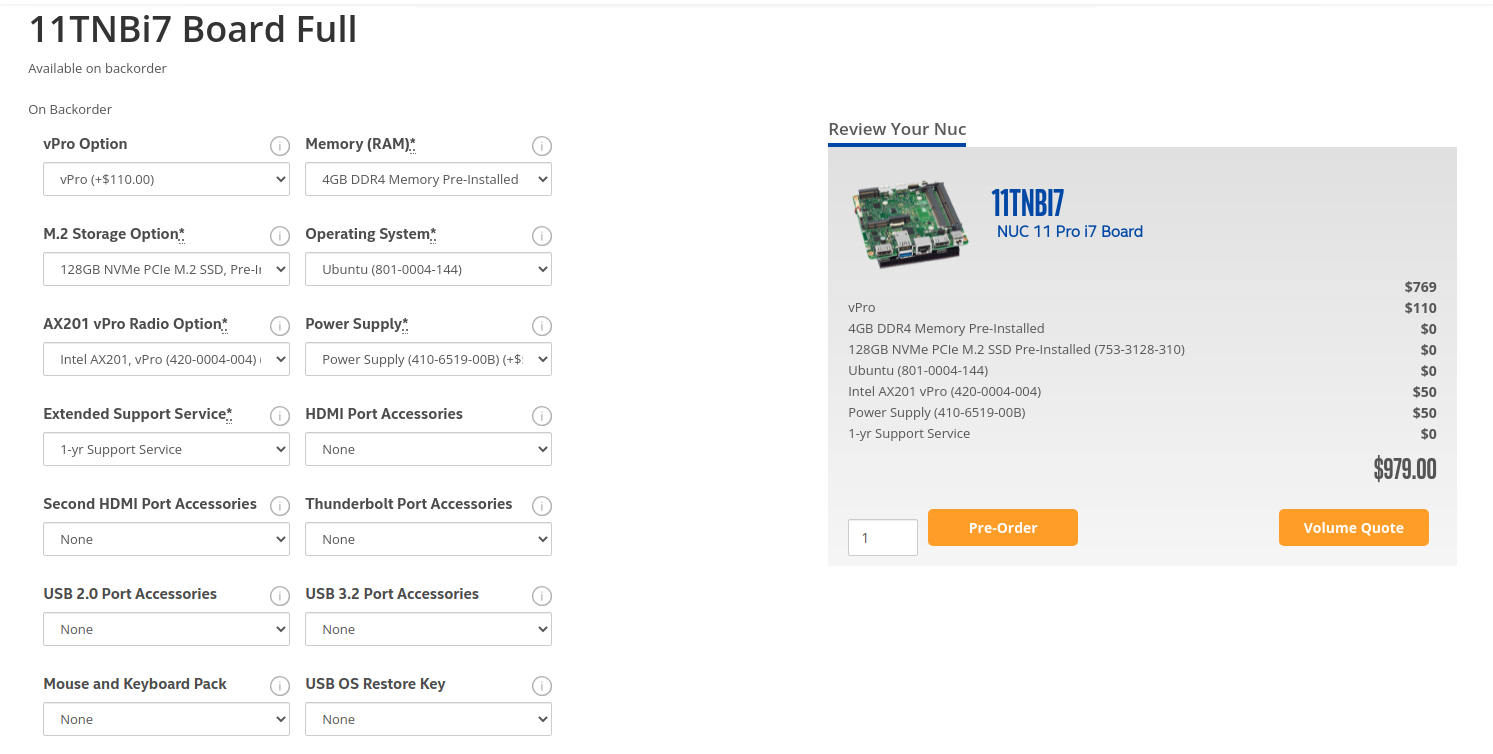 11TNBi7 Board Full
Available on backorder
On Backorder
vPro Option
Memory (RAM)*
vPro (+$110.00)
4GB DDR4 Memory Pre-Installed
M.2 Storage Option*
Operating System*
128GB NVMe PCIe M.2 SSD, Pre-Ir
Ubuntu (801-0004-144)
AX201 vPro Radio Option*
Power Supply*
Intel AX201, vPro (420-0004-004) (
Power Supply (410-6519-00B) (+$
Extended Support Service*
HDMI Port Accessories
1-yr Support Service
None
Second HDMI Port Accessories
Thunderbolt Port Accessories
None
None
USB 2.0 Port Accessories
USB 3.2 Port Accessories
None
None
Mouse and Keyboard Pack
USB OS Restore Key
None
None
Review Your Nuc
11TNBI7
NUC 11 Pro i7 Board
$769
vPro $110
4GB DDR4 Memory Pre-Installed $0
128GB NVMe PCIe M.2 SSD Pre-Installed (753-3128-310) $0
Ubuntu (801-0004-144) $0
Intel AX201 vPro (420-0004-004) $50
Power Supply (410-6519-00B) $50
1-yr Support Service $0
$979.00
1
Pre-Order
Volume Quote